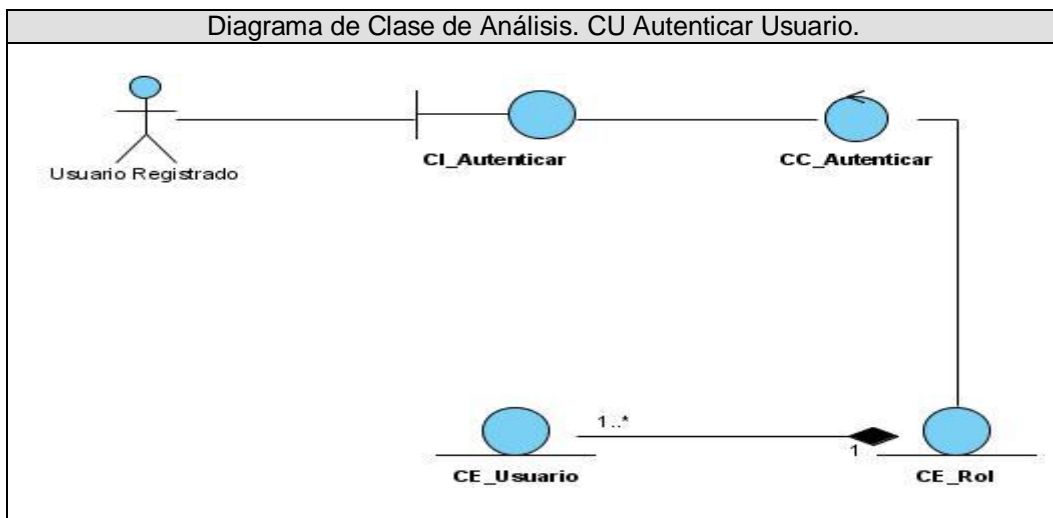 Diagrama de Clase de Análisis. CU Autenticar Usuario.
Usuario Registrado
CI_Autenticar
CC_Autenticar
1..*
1
CE_Usuario
CE_Rol